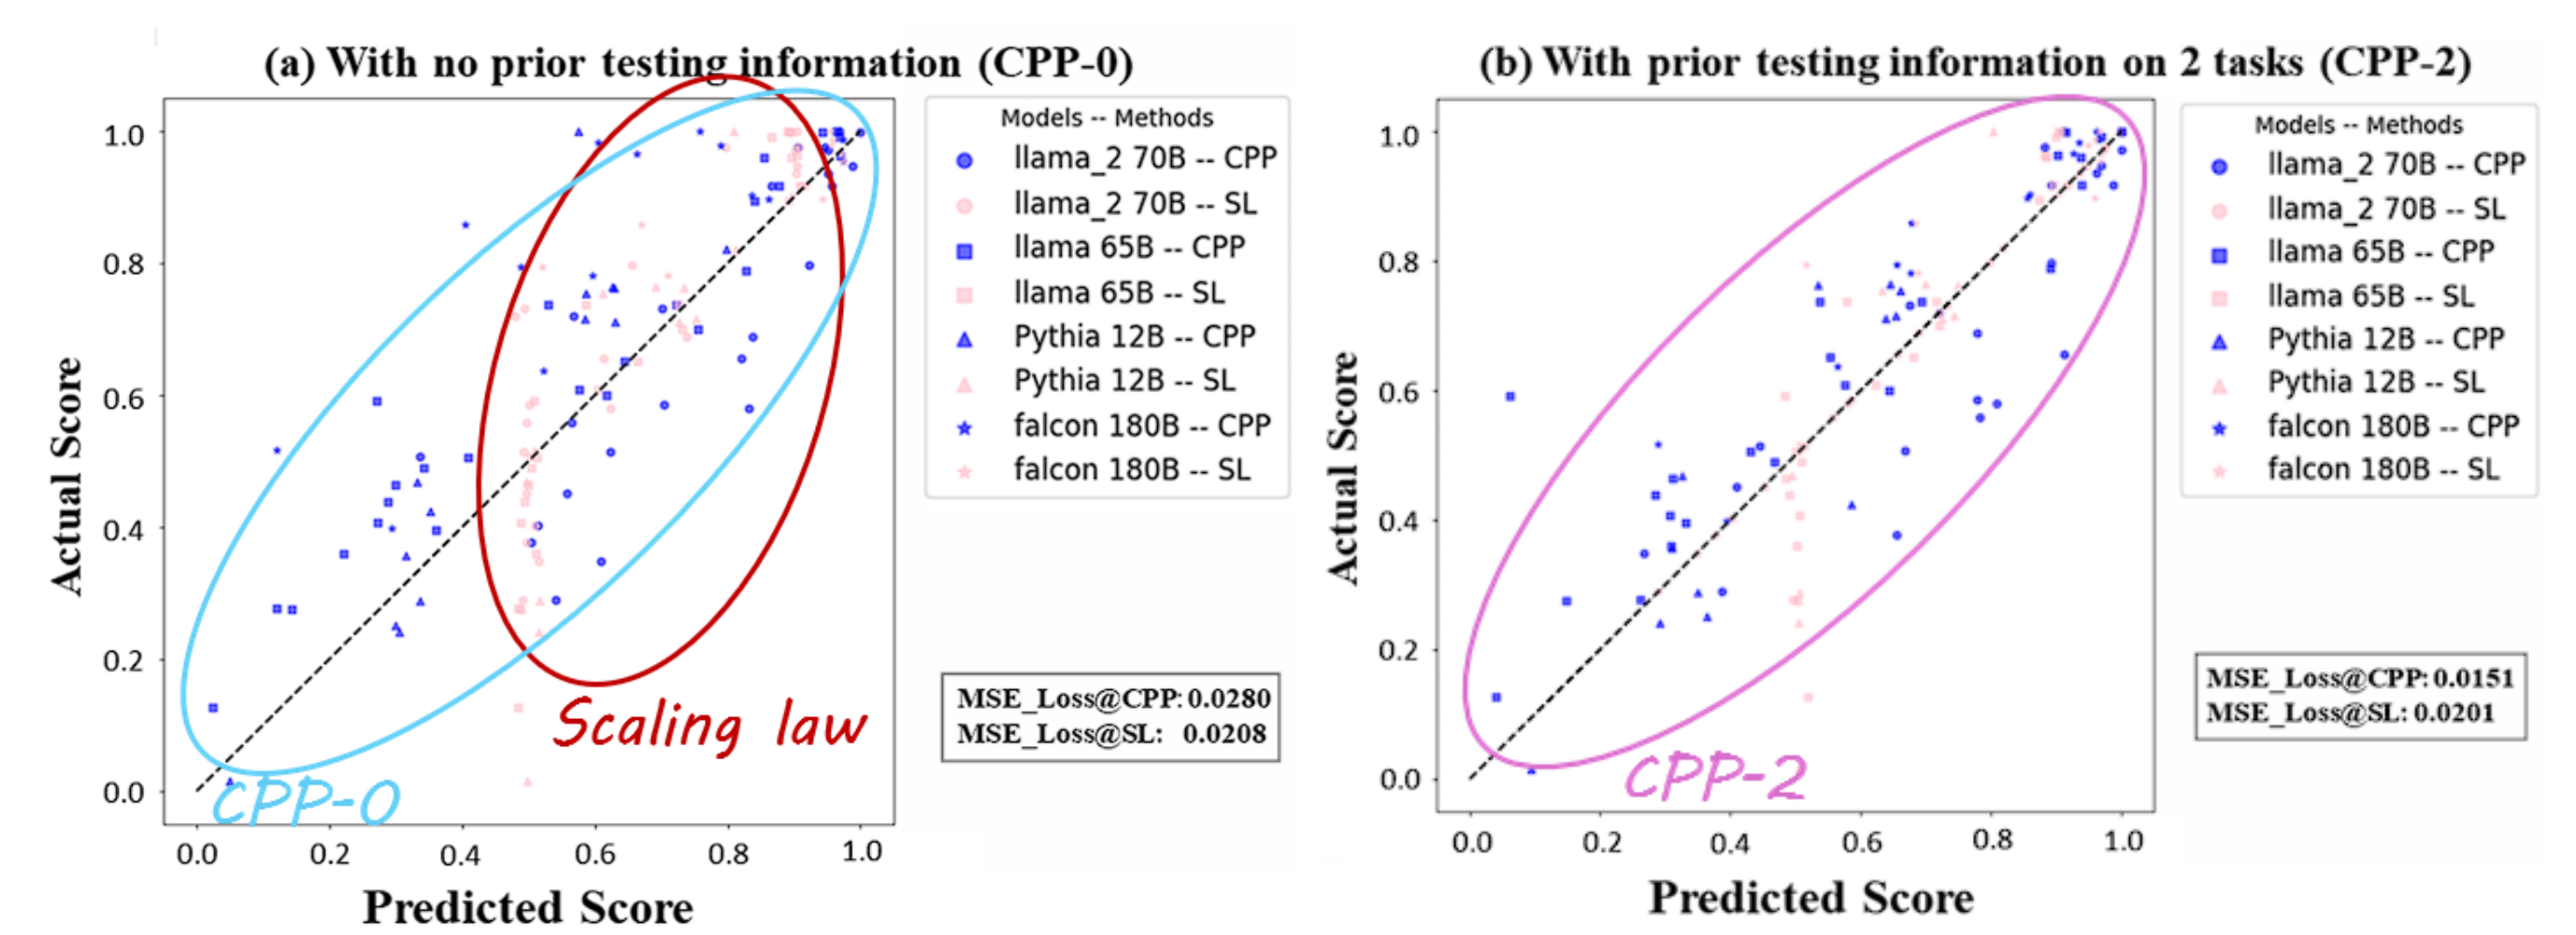 (a) With no prior testing information (CPP-0)
Actual Score
1.0
0.8
0.6
0.4
0.2
0.0
0.0 0.2 0.4 0.6 0.8 1.0
Predicted Score
Scaling law
CPP-0
Models -- Methods
llama_2 70B -- CPP
llama_2 70B -- SL
llama 65B -- CPP
llama 65B -- SL
Pythia 12B -- CPP
Pythia 12B -- SL
falcon 180B -- CPP
falcon 180B -- SL
MSE_Loss@CPP: 0.0280
MSE_Loss@SL: 0.0208
(b) With prior testing information on 2 tasks (CPP-2)
Actual Score
1.0
0.8
0.6
0.4
0.2
0.0
0.0 0.2 0.4 0.6 0.8 1.0
Predicted Score
CPP-2
Models -- Methods
llama_2 70B -- CPP
llama_2 70B -- SL
llama 65B -- CPP
llama 65B -- SL
Pythia 12B -- CPP
Pythia 12B -- SL
falcon 180B -- CPP
falcon 180B -- SL
MSE_Loss@CPP: 0.0151
MSE_Loss@SL: 0.0201